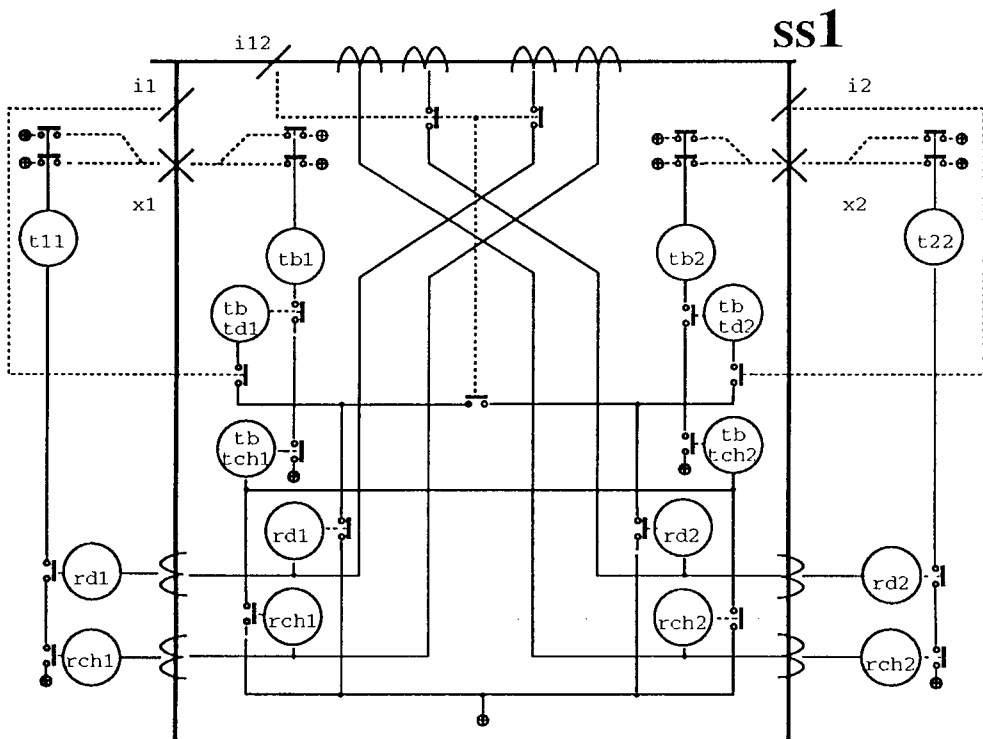 ss1
i12
i1
i2
x1
x2
t11
tb1
tb2
t22
tb
td1
tb
td2
tb
tch1
tb
tch2
rd1
rd2
rd1
rd2
rch1
rch2
rch1
rch2